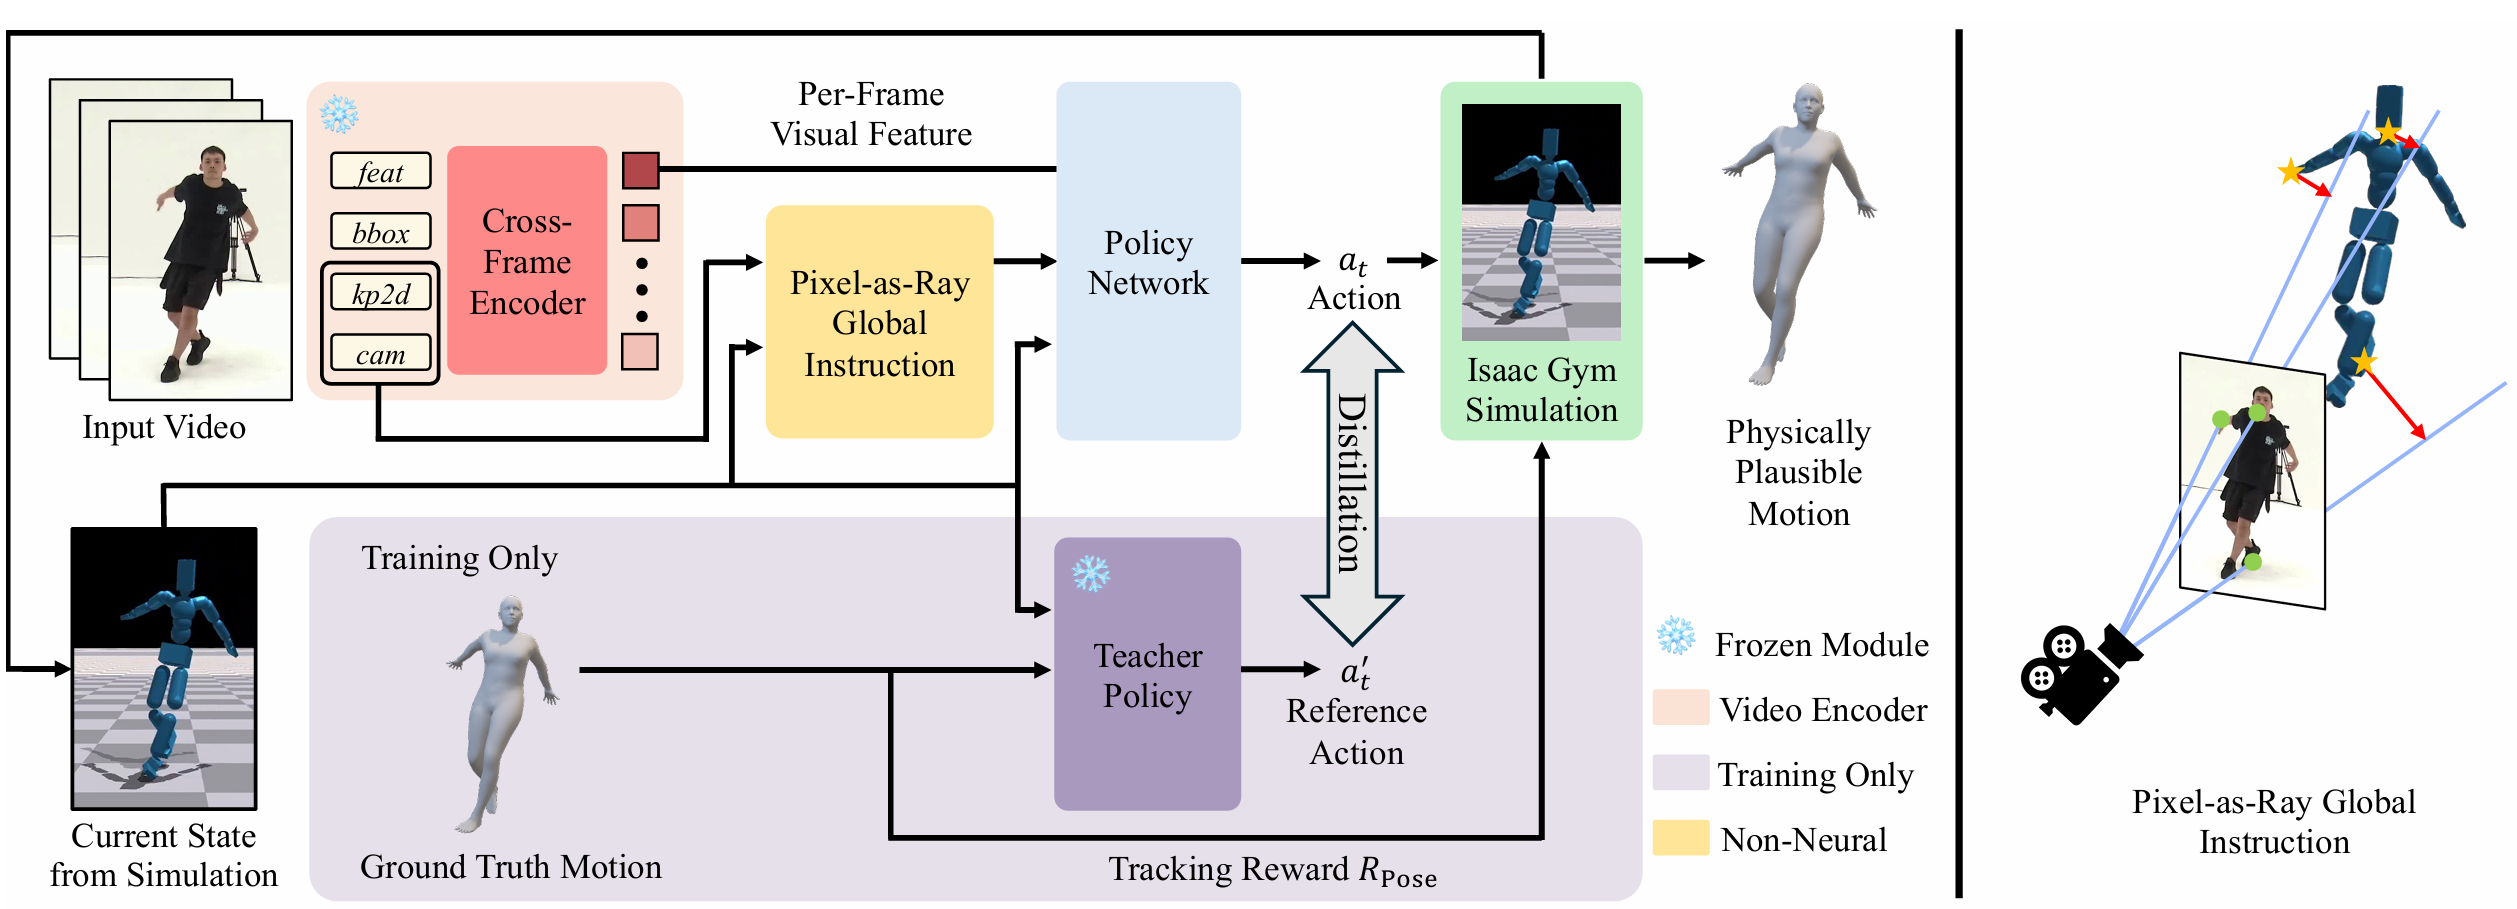 Input Video
feat
bbox
kp2d
cam
Cross-
Frame
Encoder
Per-Frame
Visual Feature
Pixel-as-Ray
Global
Instruction
Policy
Network
a_t
Action
Isaac Gym
Simulation
Physically
Plausible
Motion
Distillation
Current State
from Simulation
Training Only
Ground Truth Motion
Teacher
Policy
a′_t
Reference
Action
Tracking Reward R_Pose
Frozen Module
Video Encoder
Training Only
Non-Neural
Pixel-as-Ray Global
Instruction